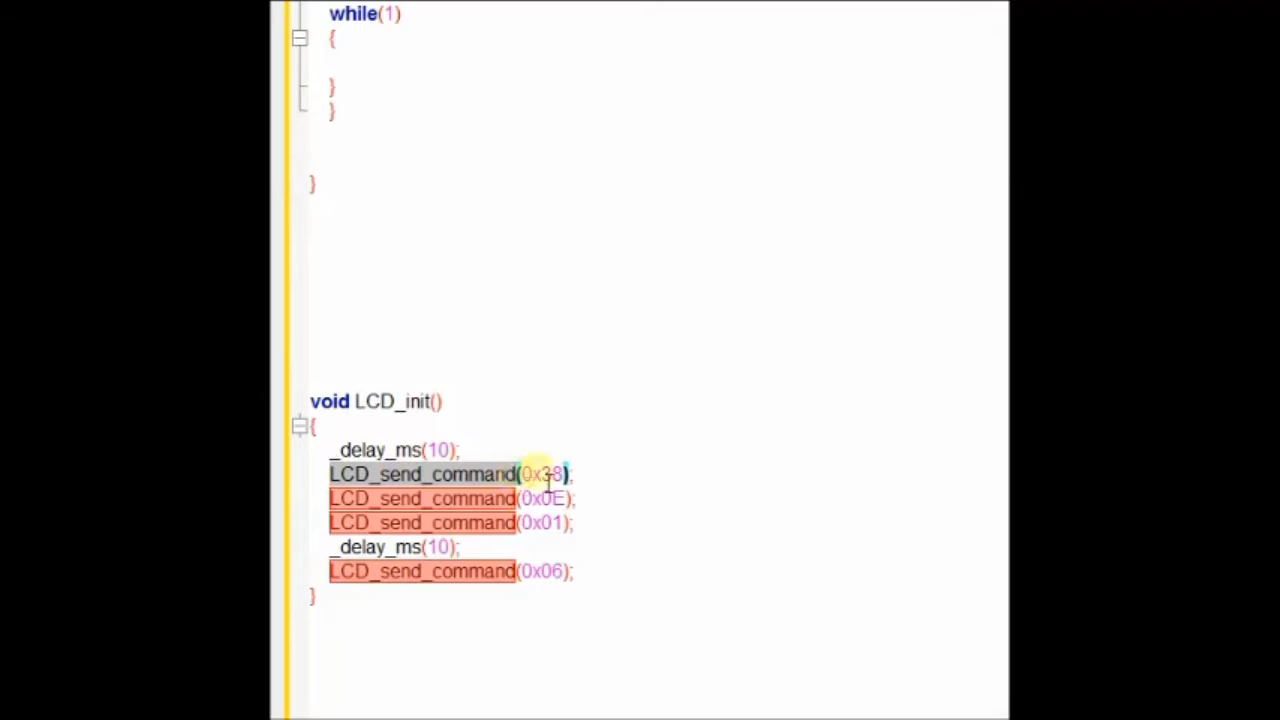 while(1)
{
}
}
}
void LCD_init()
{
_delay_ms(10);
LCD_send_command(0x38);
LCD_send_command(0x0E);
LCD_send_command(0x01);
_delay_ms(10);
LCD_send_command(0x06);
}